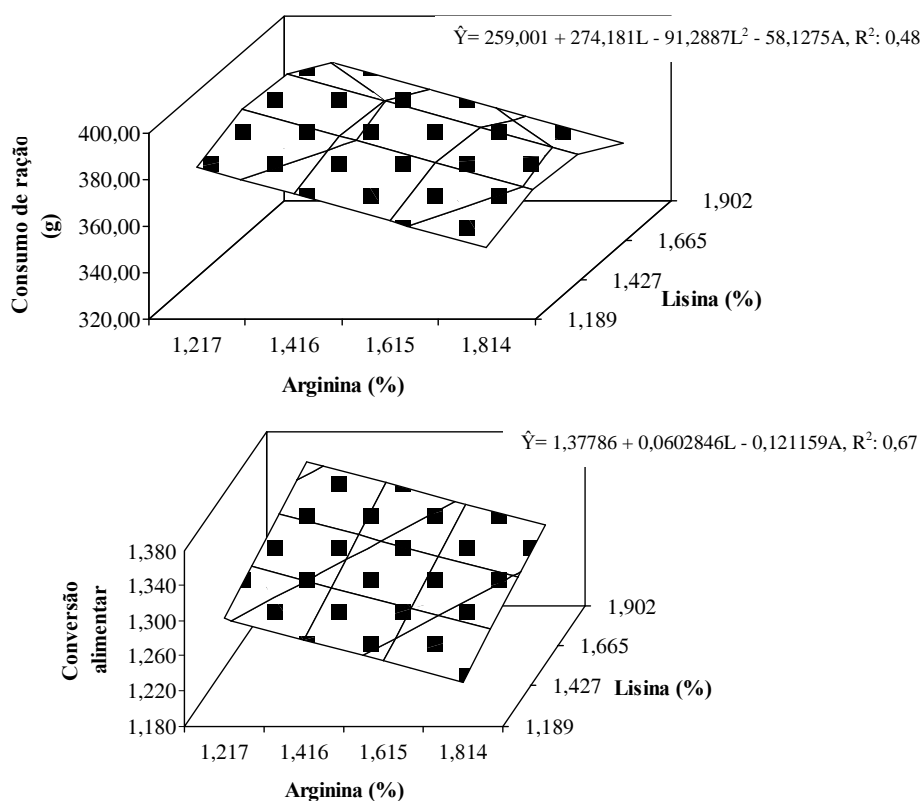 Ŷ= 259,001 + 274,181L - 91,2887L² - 58,1275A, R²: 0,48
400,00
380,00
360,00
340,00
320,00
Consumo de ração
(g)
1,902
1,665
1,427
1,189
Lisina (%)
1,217 1,416 1,615 1,814
Arginina (%)
Ŷ= 1,37786 + 0,0602846L - 0,121159A, R²: 0,67
1,380
1,340
1,300
1,260
1,220
1,180
Conversão
alimentar
1,902
1,665
1,427
1,189
Lisina (%)
1,217 1,416 1,615 1,814
Arginina (%)